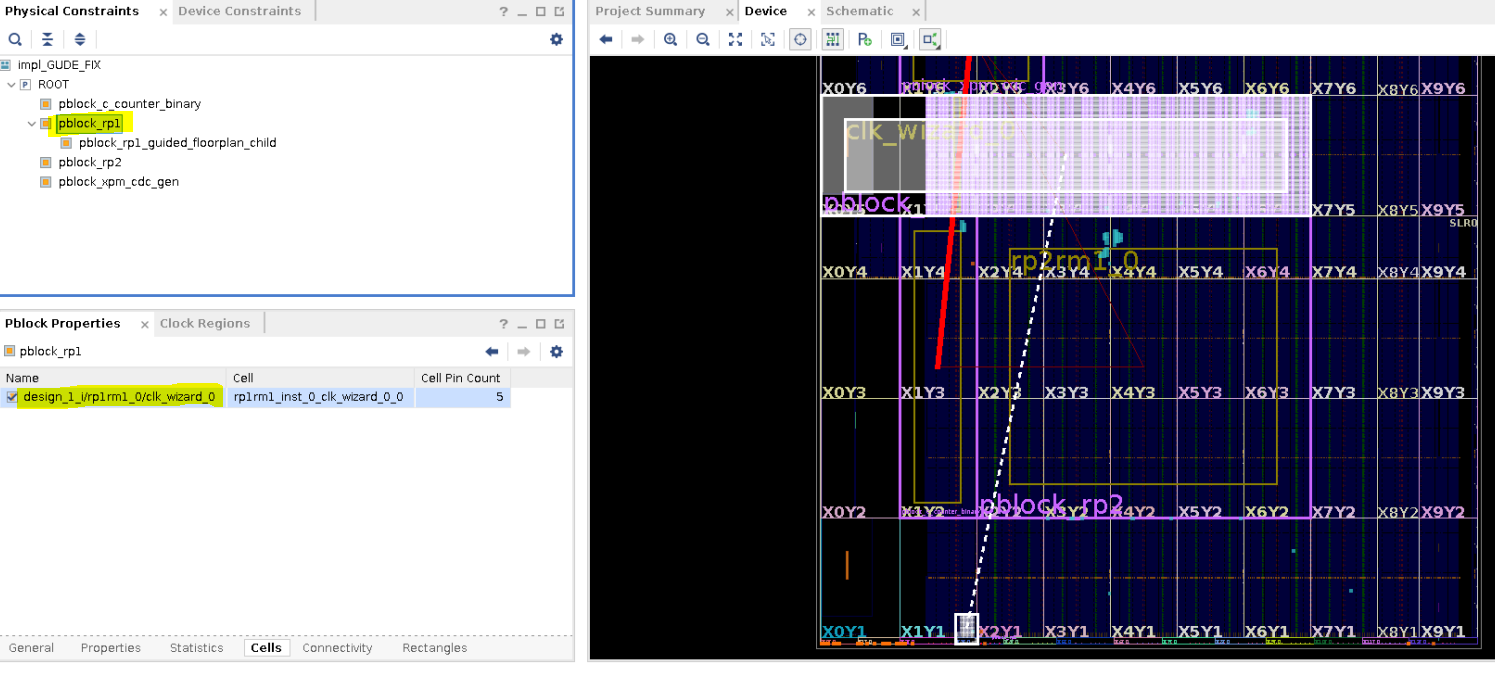 Physical Constraints × Device Constraints ? _
impl_GUDE_FIX
ROOT
pblock_c_counter_binary
pblock_rp1
pblock_rp1_guided_floorplan_child
pblock_rp2
pblock_xpm_cdc_gen
Pblock Properties × Clock Regions ? _
pblock_rp1
Name Cell Cell Pin Count
design_1_i/rp1rm1_0/clk_wizard_0 rp1rm1_inst_0_clk_wizard_0_0 5
General Properties Statistics Cells Connectivity Rectangles
Project Summary × Device × Schematic ×
X0Y6 X1Y6 X2Y6 X3Y6 X4Y6 X5Y6 X6Y6 X7Y6 X8Y6 X9Y6
clk_wizard_0
pblock
X0Y5 X7Y5 X8Y5 X9Y5
SLR0
rp2rm1_0
X0Y4 X1Y4 X2Y4 X3Y4 X4Y4 X5Y4 X6Y4 X7Y4 X8Y4 X9Y4
X0Y3 X1Y3 X2Y3 X3Y3 X4Y3 X5Y3 X6Y3 X7Y3 X8Y3 X9Y3
pblock_rp2
X0Y2 X1Y2 X2Y2 X3Y2 X4Y2 X5Y2 X6Y2 X7Y2 X8Y2 X9Y2
X0Y1 X1Y1 X2Y1 X3Y1 X4Y1 X5Y1 X6Y1 X7Y1 X8Y1 X9Y1